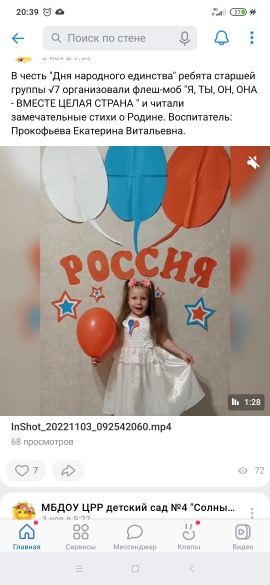 20:39
27
Поиск по стене
В честь "Дня народного единства" ребята старшей
группы √7 организовали флеш-моб "Я, ТЫ, ОН, ОНА
- ВМЕСТЕ ЦЕЛАЯ СТРАНА " и читали
замечательные стихи о Родине. Воспитатель:
Прокофьева Екатерина Витальевна.
РОССИЯ
1:28
InShot_20221103_092542060.mp4
68 просмотров
7
72
МБДОУ ЦРР детский сад №4 "Солны...
3 ноя в 9:22
Главная Сервисы Мессенджер Клипы Видео